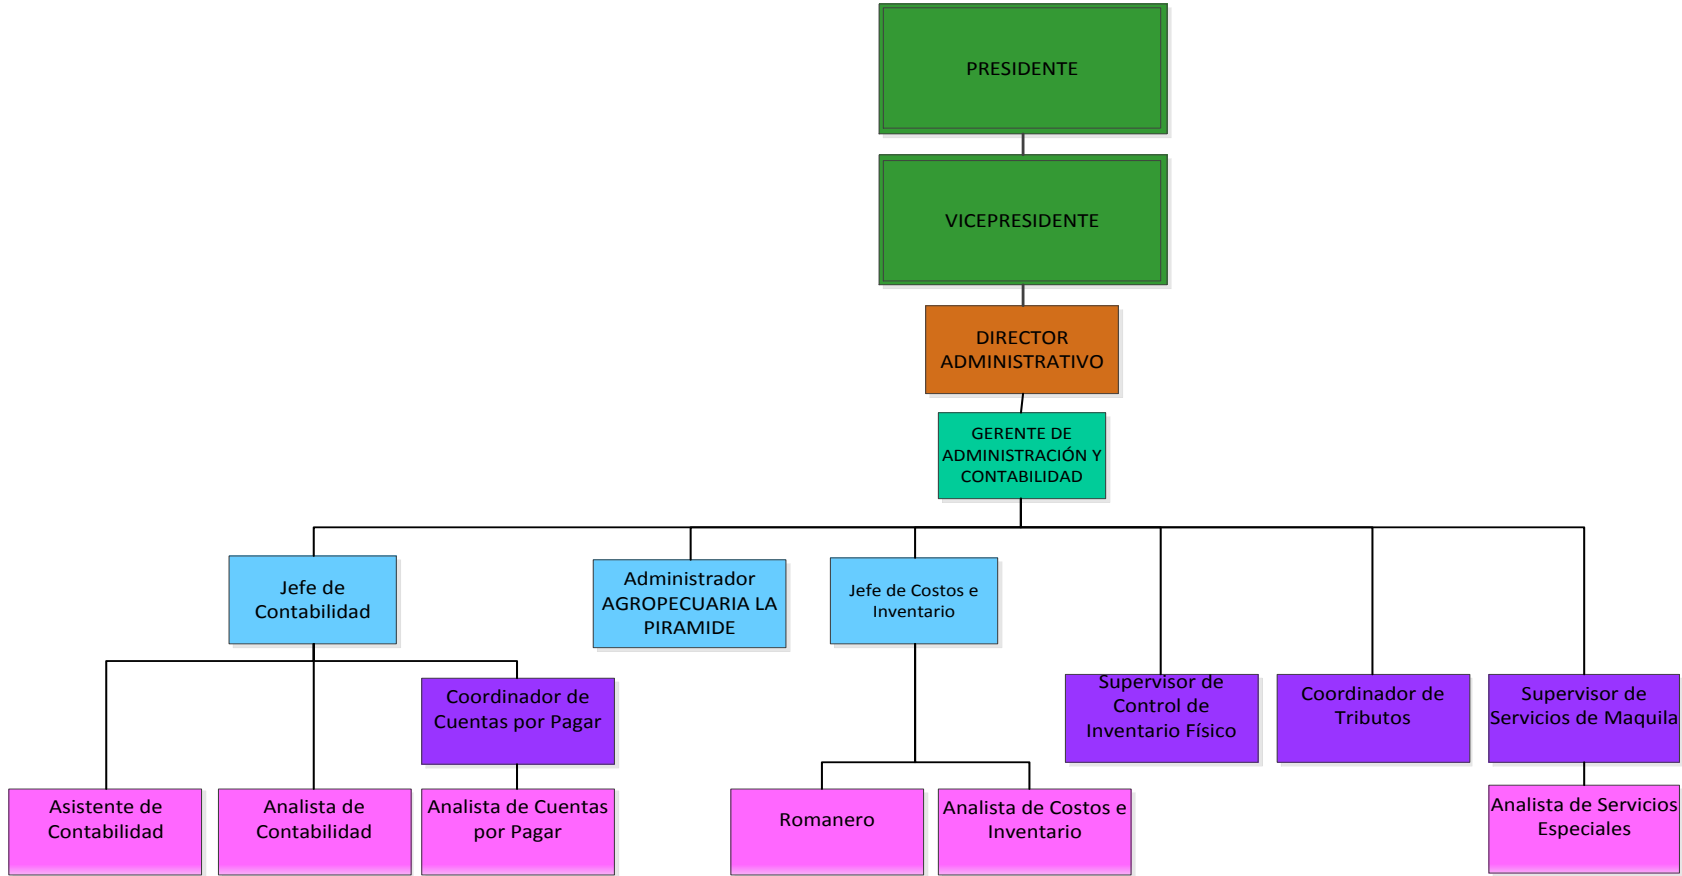 PRESIDENTE
VICEPRESIDENTE
DIRECTOR
ADMINISTRATIVO
GERENTE DE
ADMINISTRACIÓN Y
CONTABILIDAD
Jefe de
Contabilidad
Administrador
AGROPECUARIA LA
PIRAMIDE
Jefe de Costos e
Inventario
Coordinador de
Cuentas por Pagar
Supervisor de
Control de
Inventario Físico
Coordinador de
Tributos
Supervisor de
Servicios de Maquila
Asistente de
Contabilidad
Analista de
Contabilidad
Analista de Cuentas
por Pagar
Romanero
Analista de Costos e
Inventario
Analista de Servicios
Especiales